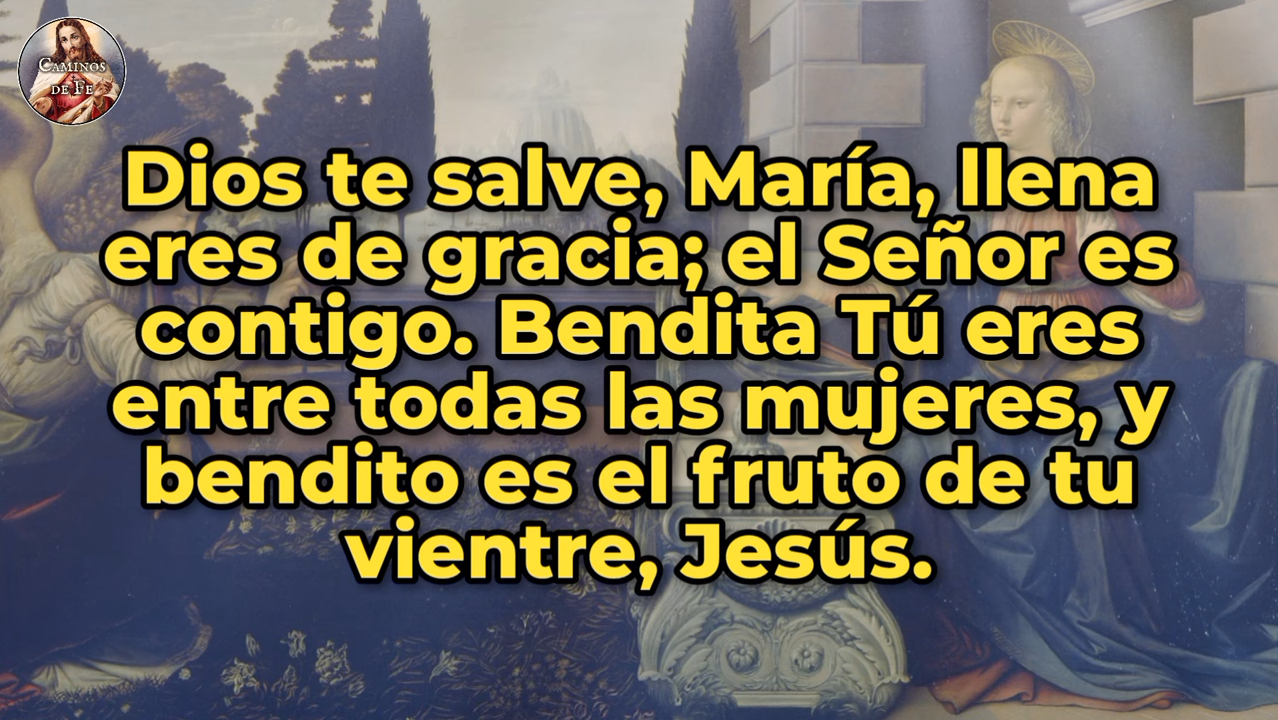 CAMINOS
DE FE
Dios te salve, María, llena
eres de gracia; el Señor es
contigo. Bendita Tú eres
entre todas las mujeres, y
bendito es el fruto de tu
vientre, Jesús.